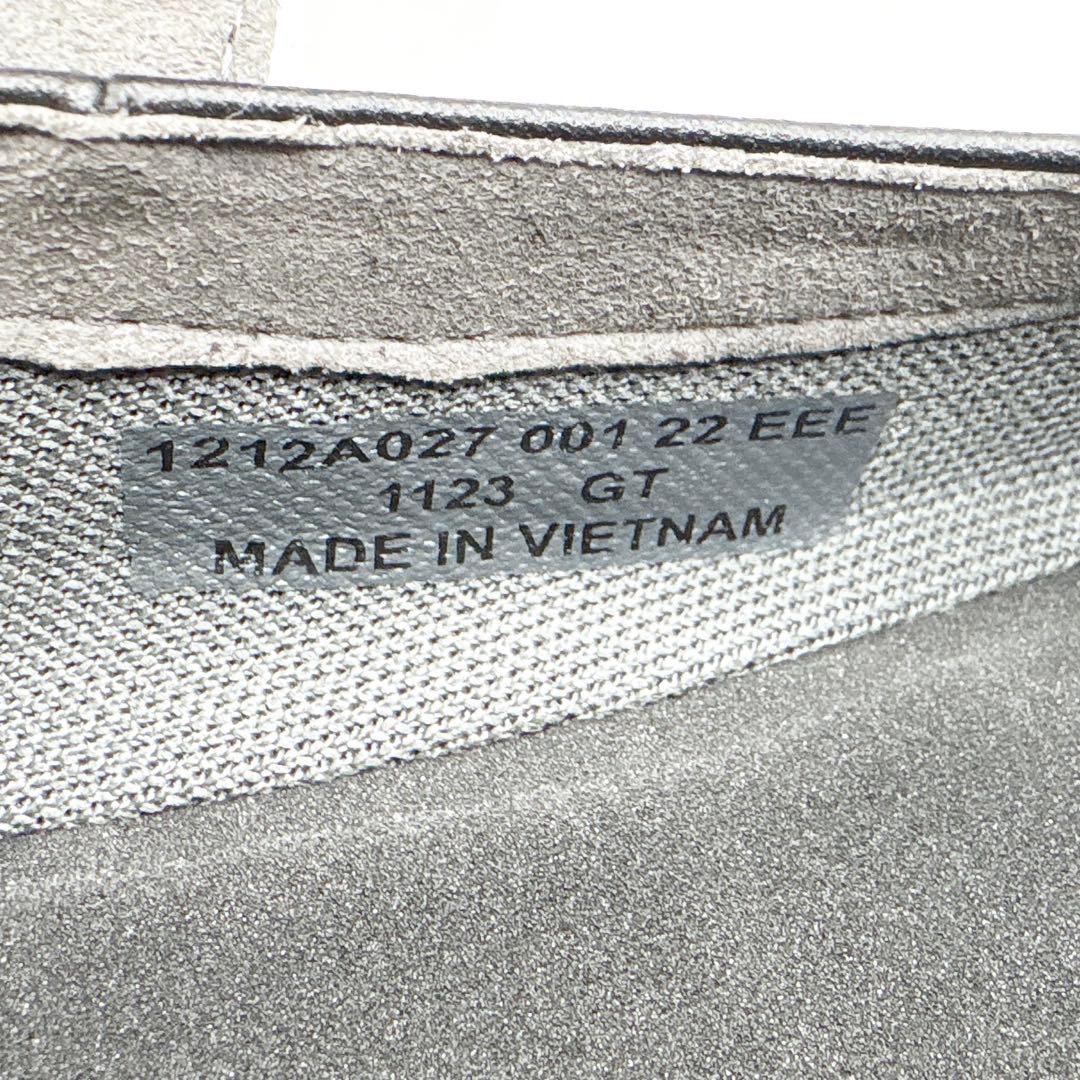 1212A027 001 22 EEE
1123 GT
MADE IN VIETNAM